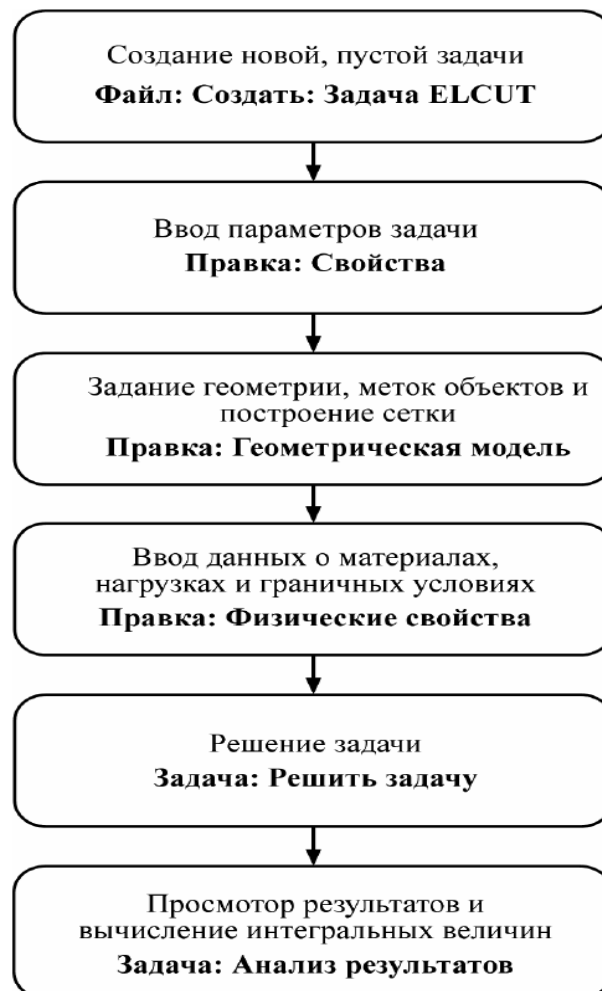 Создание новой, пустой задачи
Файл: Создать: Задача ELCUT
Ввод параметров задачи
Правка: Свойства
Задание геометрии, меток объектов и
построение сетки
Правка: Геометрическая модель
Ввод данных о материалах,
нагрузках и граничных условиях
Правка: Физические свойства
Решение задачи
Задача: Решить задачу
Просмотор результатов и
вычисление интегральных величин
Задача: Анализ результатов